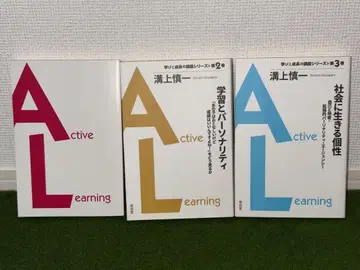 Active
Learning
学びと成長の講話シリーズ 第2巻
溝上慎一
学習とパーソナリティ
Active
Learning
東信堂
学びと成長の講話シリーズ 第3巻
溝上慎一
社会に生きる個性
Active
Learning
東信堂